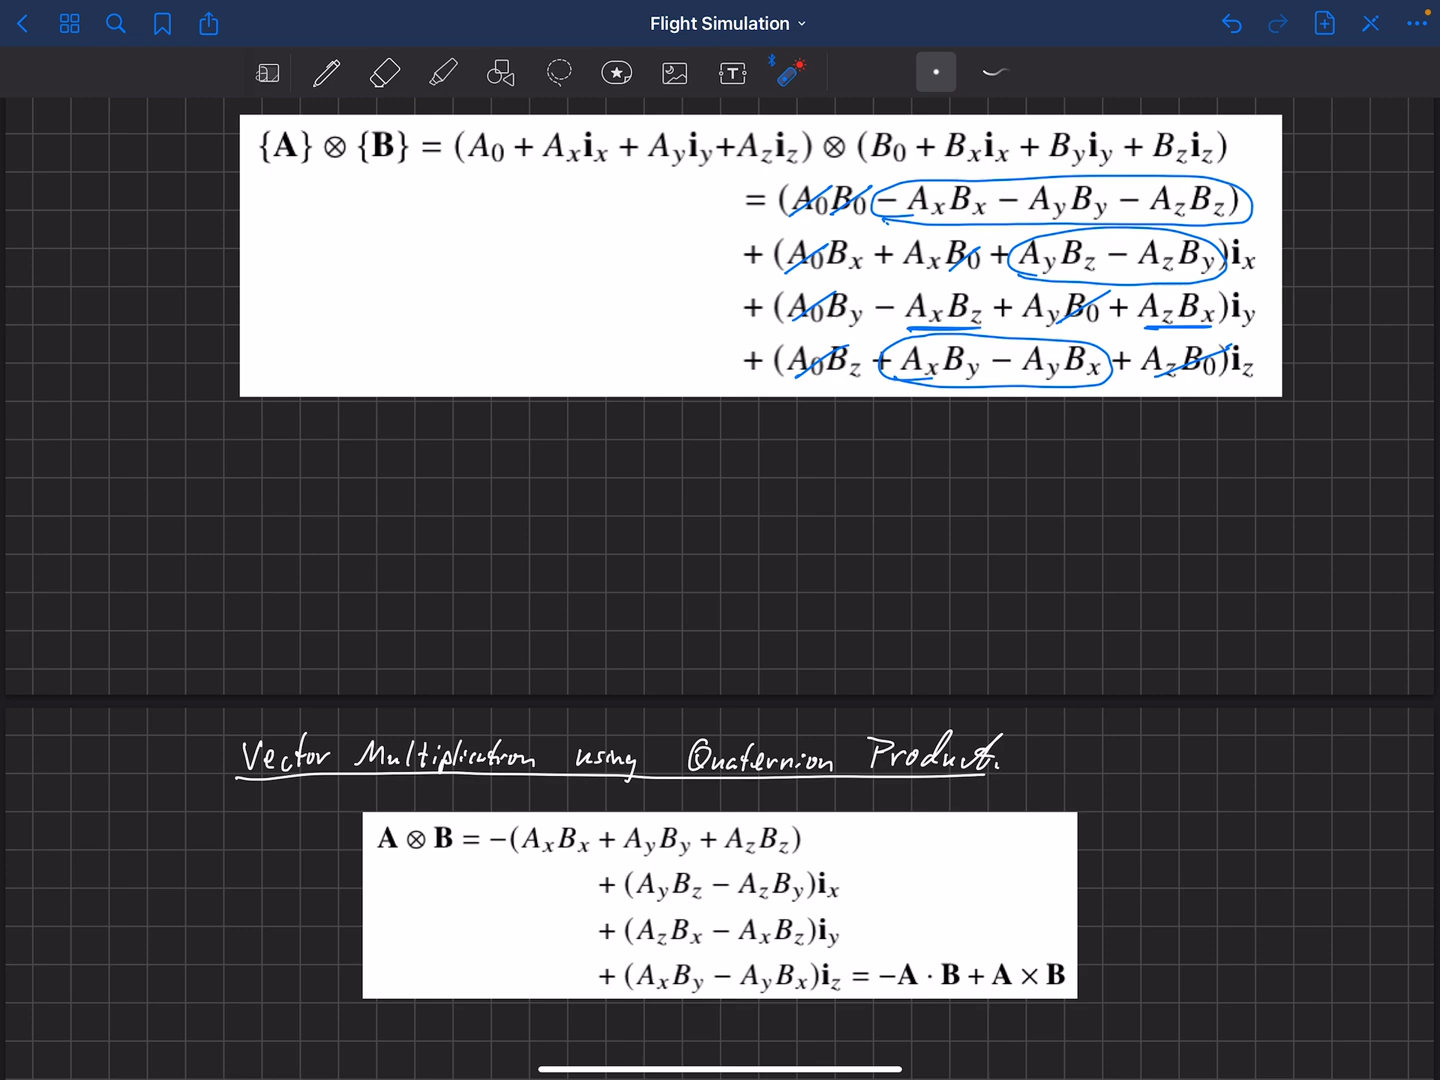 Flight Simulation
{A} ⊗ {B} = (A₀ + Aₓiₓ + A_yi_y+A_zi_z) ⊗ (B₀ + Bₓiₓ + B_yi_y + B_zi_z)
= (A₀B₀ − AₓBₓ − A_yB_y − A_zB_z)
+ (A₀Bₓ + AₓB₀ + A_yB_z − A_zB_y)iₓ
+ (A₀B_y − AₓB_z + A_yB₀ + A_zBₓ)i_y
+ (A₀B_z + AₓB_y − A_yBₓ + A_zB₀)i_z
Vector Multiplication using Quaternion Product.
A ⊗ B = −(AₓBₓ + A_yB_y + A_zB_z)
+ (A_yB_z − A_zB_y)iₓ
+ (A_zBₓ − AₓB_z)i_y
+ (AₓB_y − A_yBₓ)i_z = −A · B + A × B